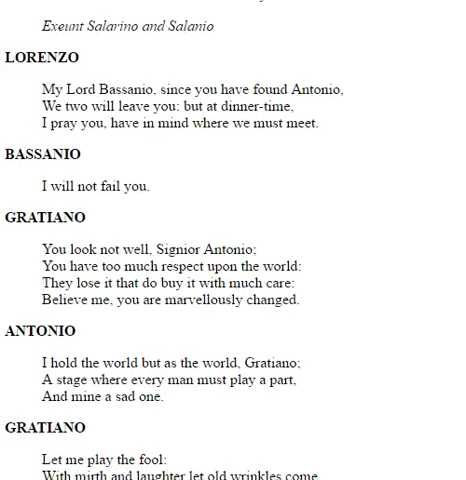 Exeunt Salarino and Salanio
LORENZO
My Lord Bassanio, since you have found Antonio,
We two will leave you: but at dinner-time,
I pray you, have in mind where we must meet.
BASSANIO
I will not fail you.
GRATIANO
You look not well, Signior Antonio;
You have too much respect upon the world:
They lose it that do buy it with much care:
Believe me, you are marvellously changed.
ANTONIO
I hold the world but as the world, Gratiano;
A stage where every man must play a part,
And mine a sad one.
GRATIANO
Let me play the fool:
With mirth and laughter let old wrinkles come,